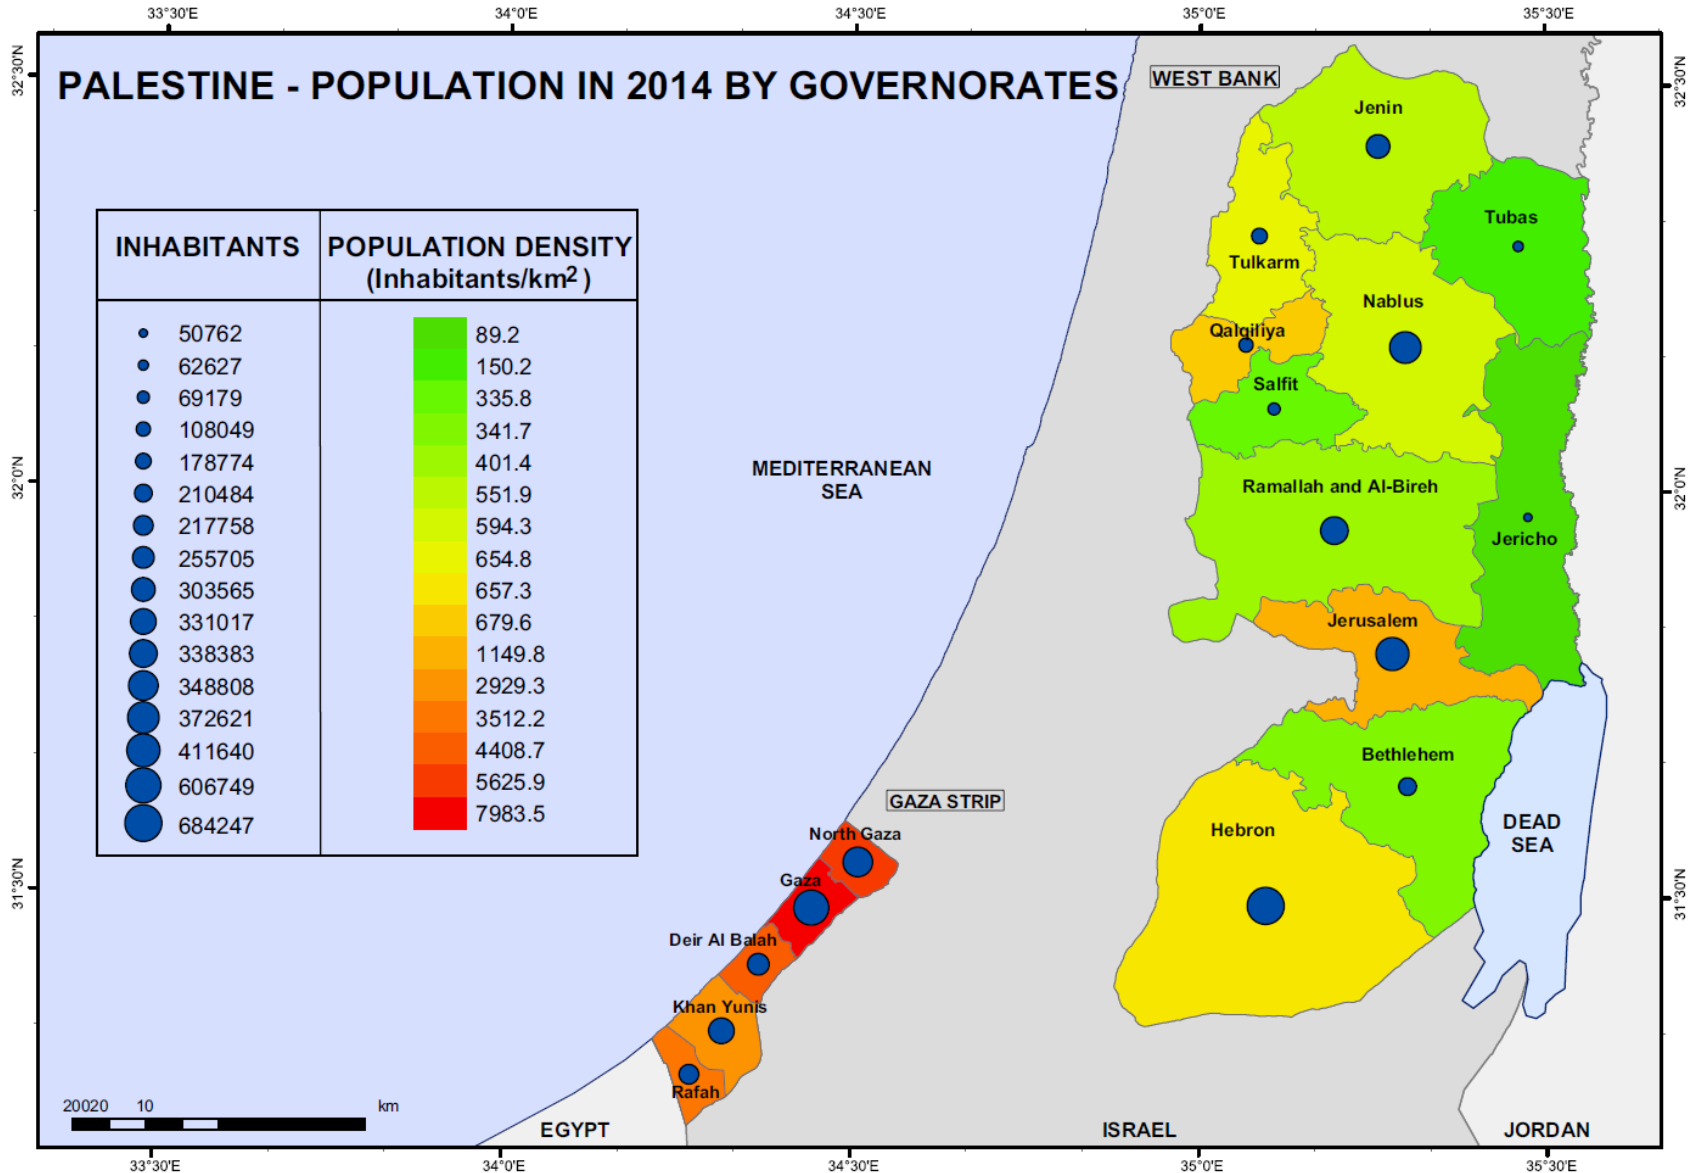 33°30'E 34°0'E 34°30'E 35°0'E 35°30'E
32°30'N
32°30'N
PALESTINE - POPULATION IN 2014 BY GOVERNORATES
WEST BANK
Jenin
Tubas
Tulkarm
Nablus
Qalqiliya
Salfit
INHABITANTS
POPULATION DENSITY
(Inhabitants/km2)
50762
62627
69179
108049
178774
210484
217758
255705
303565
331017
338383
348808
372621
411640
606749
684247
89.2
150.2
335.8
341.7
401.4
551.9
594.3
654.8
657.3
679.6
1149.8
2929.3
3512.2
4408.7
5625.9
7983.5
MEDITERRANEAN
SEA
32°0'N
32°0'N
Ramallah and Al-Bireh
Jericho
Jerusalem
Bethlehem
Hebron
DEAD
SEA
GAZA STRIP
North Gaza
Gaza
Deir Al Balah
Khan Yunis
Rafah
31°30'N
31°30'N
20020 10 km
EGYPT
ISRAEL
JORDAN
33°30'E 34°0'E 34°30'E 35°0'E 35°30'E